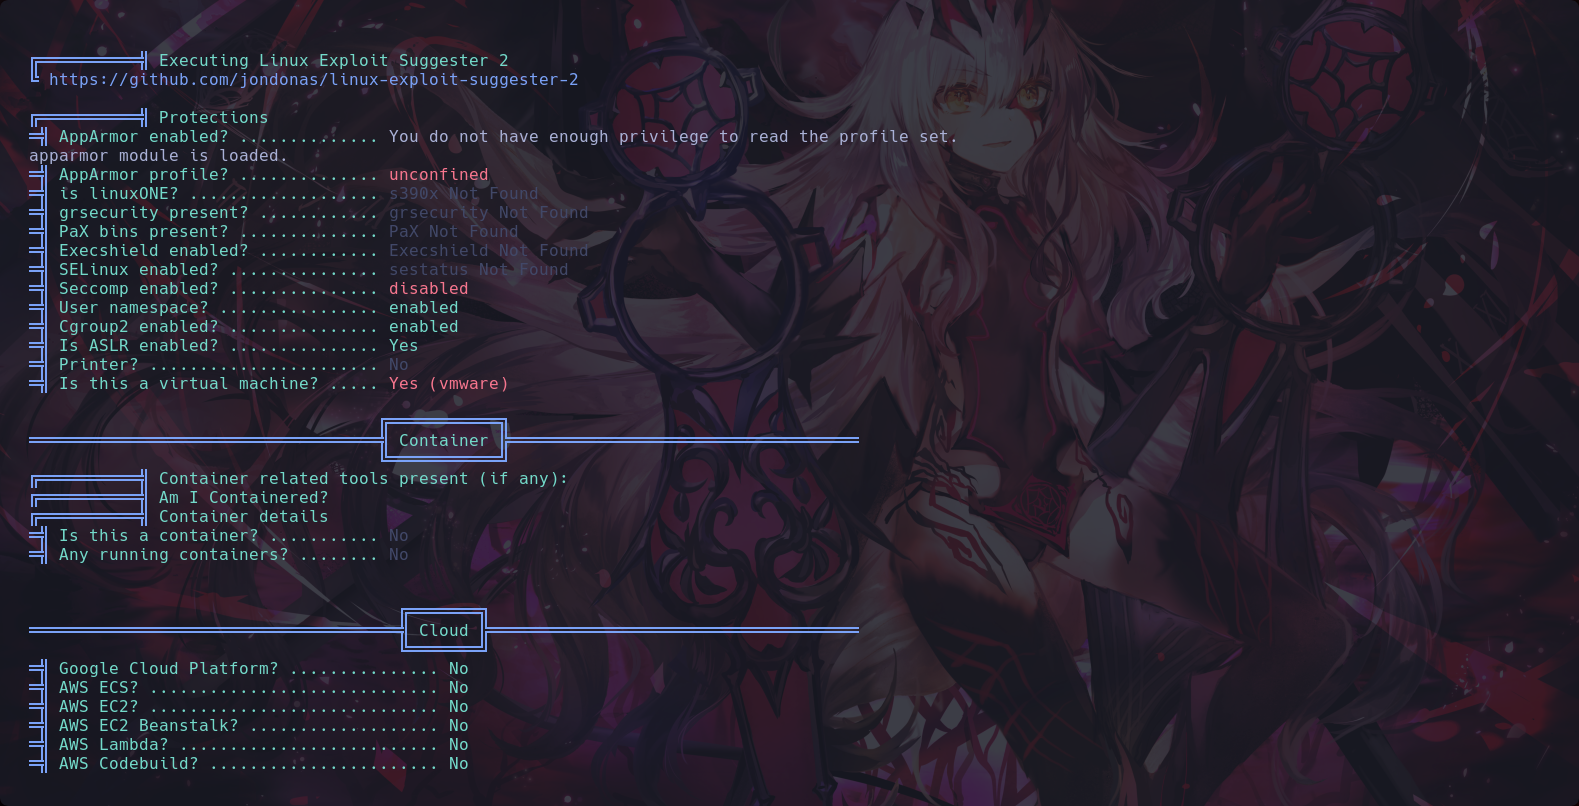 Executing Linux Exploit Suggester 2
https://github.com/jondonas/linux-exploit-suggester-2
Protections
AppArmor enabled? .............. You do not have enough privilege to read the profile set.
apparmor module is loaded.
AppArmor profile? .............. unconfined
is linuxONE? ................... s390x Not Found
grsecurity present? ............ grsecurity Not Found
PaX bins present? .............. PaX Not Found
Execshield enabled? ............ Execshield Not Found
SELinux enabled? ............... sestatus Not Found
Seccomp enabled? ............... disabled
User namespace? ................ enabled
Cgroup2 enabled? ............... enabled
Is ASLR enabled? ............... Yes
Printer? ....................... No
Is this a virtual machine? ..... Yes (vmware)
Container
Container related tools present (if any):
Am I Containered?
Container details
Is this a container? ........... No
Any running containers? ........ No
Cloud
Google Cloud Platform? ............... No
AWS ECS? ............................. No
AWS EC2? ............................. No
AWS EC2 Beanstalk? ................... No
AWS Lambda? .......................... No
AWS Codebuild? ....................... No